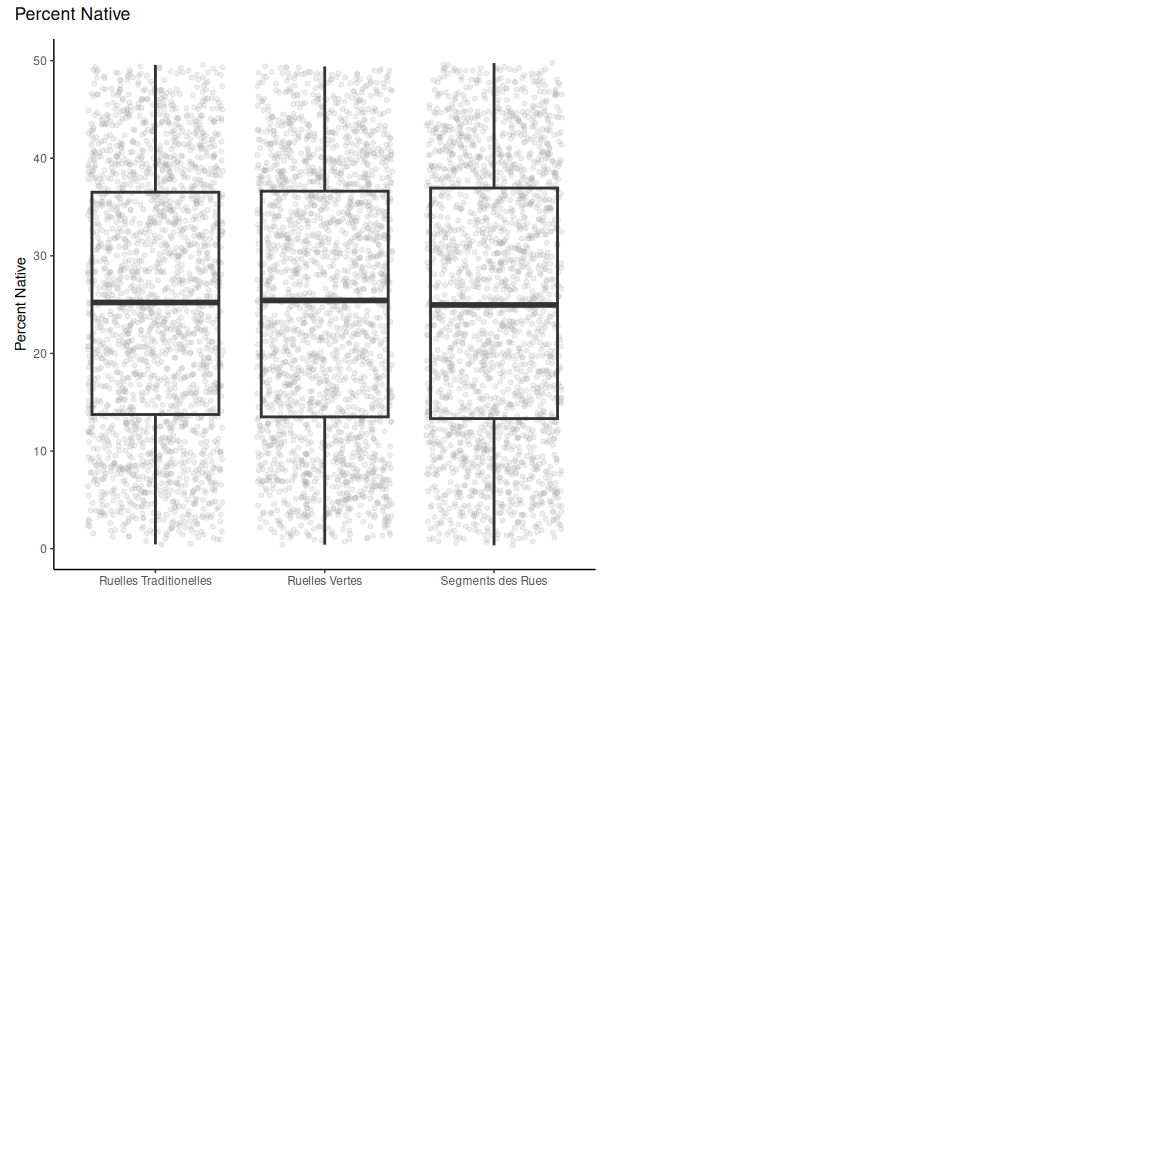 Percent Native
Percent Native
50
40
30
20
10
0
Ruelles Traditionelles
Ruelles Vertes
Segments des Rues